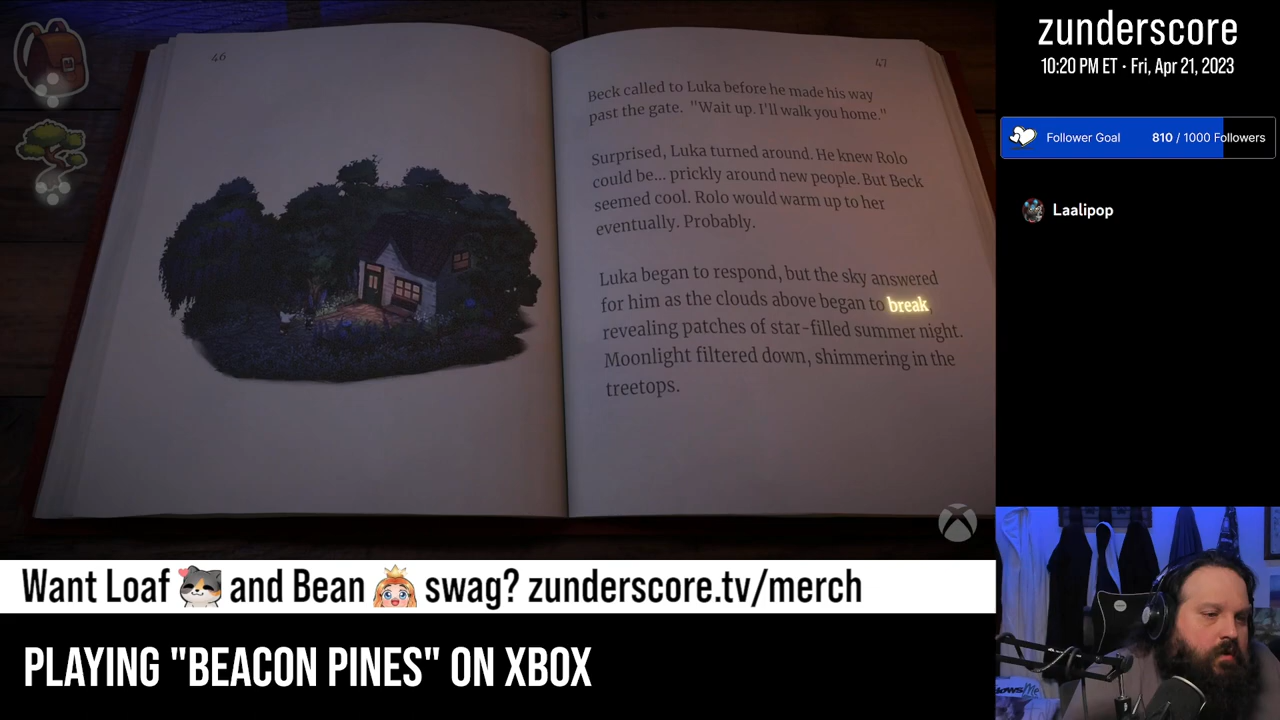 46
47
Beck called to Luka before he made his way
past the gate. "Wait up. I'll walk you home."
Surprised, Luka turned around. He knew Rolo
could be... prickly around new people. But Beck
seemed cool. Rolo would warm up to her
eventually. Probably.
Luka began to respond, but the sky answered
for him as the clouds above began to break
revealing patches of star-filled summer night.
Moonlight filtered down, shimmering in the
treetops.
zunderscore
10:20 PM ET · Fri, Apr 21, 2023
Follower Goal 810 / 1000 Followers
Laalipop
Want Loaf and Bean swag? zunderscore.tv/merch
PLAYING "BEACON PINES" ON XBOX